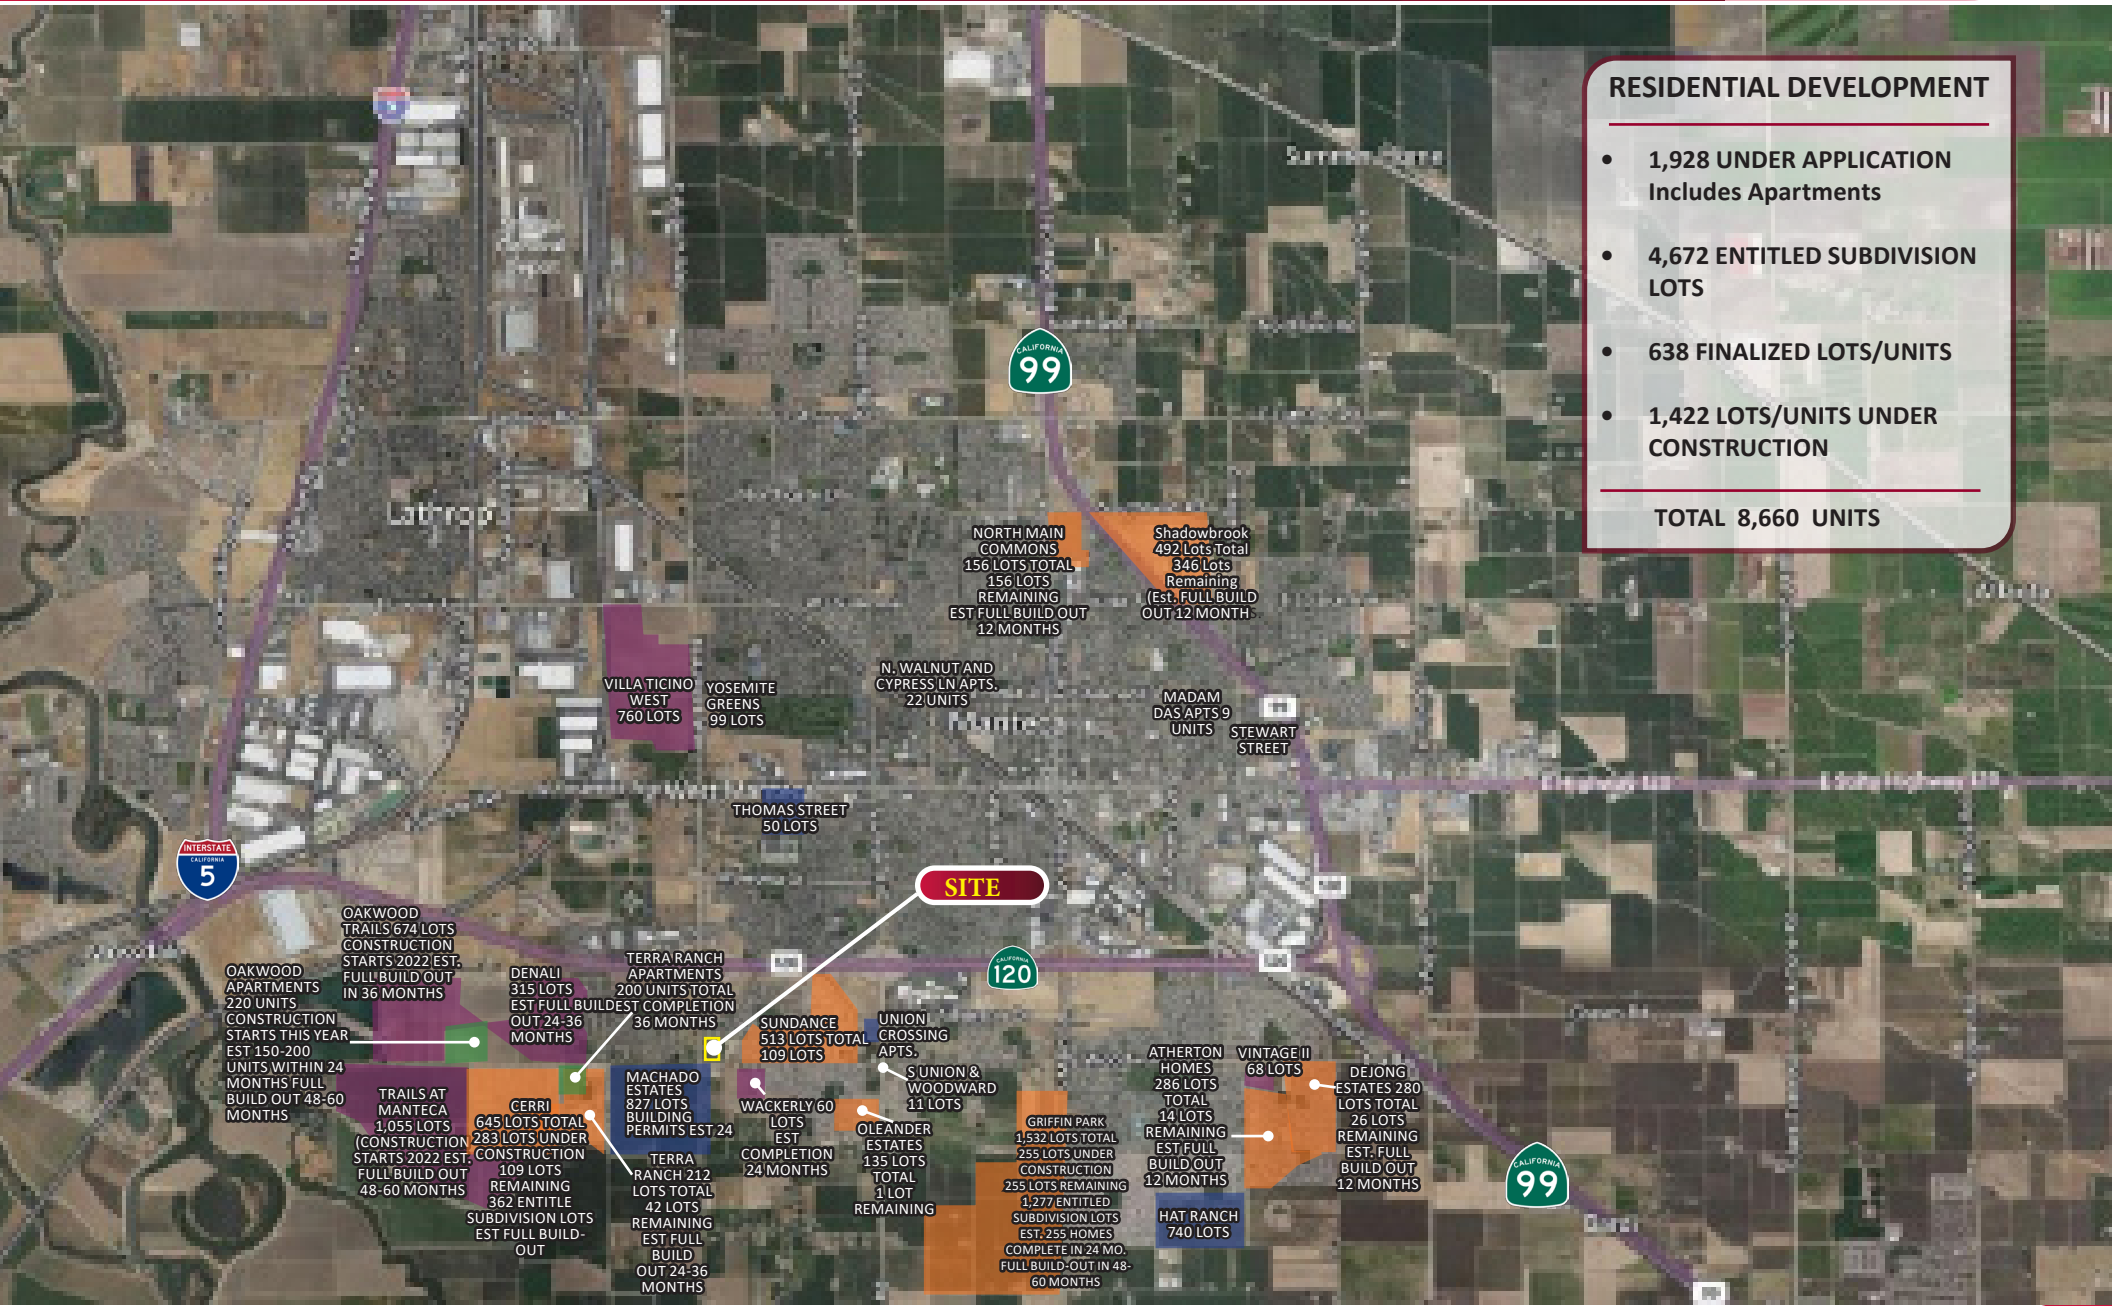 RESIDENTIAL DEVELOPMENT
• 1,928 UNDER APPLICATION
Includes Apartments
• 4,672 ENTITLED SUBDIVISION
LOTS
• 638 FINALIZED LOTS/UNITS
• 1,422 LOTS/UNITS UNDER
CONSTRUCTION
TOTAL 8,660 UNITS
CALIFORNIA
99
Lathrop
NORTH MAIN
COMMONS
156 LOTS TOTAL
156 LOTS
REMAINING
EST FULL BUILD OUT
12 MONTHS
Shadowbrook
492 Lots Total
346 Lots
Remaining
(Est. FULL BUILD
OUT 12 MONTH
VILLA TICINO
WEST
760 LOTS
YOSEMITE
GREENS
99 LOTS
N. WALNUT AND
CYPRESS LN APTS.
22 UNITS
MADAM
DAS APTS 9
UNITS
STEWART
STREET
THOMAS STREET
50 LOTS
INTERSTATE
CALIFORNIA
5
SITE
CALIFORNIA
120
OAKWOOD
TRAILS 674 LOTS
CONSTRUCTION
STARTS 2022 EST.
FULL BUILD OUT
IN 36 MONTHS
OAKWOOD
APARTMENTS
220 UNITS
CONSTRUCTION
STARTS THIS YEAR
EST 150-200
UNITS WITHIN 24
MONTHS FULL
BUILD OUT 48-60
MONTHS
DENALI
315 LOTS
EST FULL BUILD
OUT 24-36
MONTHS
TERRA RANCH
APARTMENTS
200 UNITS TOTAL
EST COMPLETION
36 MONTHS
SUNDANCE
513 LOTS TOTAL
109 LOTS
UNION
CROSSING
APTS.
S UNION &
WOODWARD
11 LOTS
TRAILS AT
MANTECA
1,055 LOTS
(CONSTRUCTION
STARTS 2022 EST.
FULL BUILD OUT
48-60 MONTHS
CERRI
645 LOTS TOTAL
283 LOTS UNDER
CONSTRUCTION
109 LOTS
REMAINING
362 ENTITLE
SUBDIVISION LOTS
EST FULL BUILD-
OUT
MACHADO
ESTATES
827 LOTS
BUILDING
PERMITS EST 24
TERRA
RANCH 212
LOTS TOTAL
42 LOTS
REMAINING
EST FULL
BUILD
OUT 24-36
MONTHS
WACKERLY 60
LOTS
EST
COMPLETION
24 MONTHS
OLEANDER
ESTATES
135 LOTS
TOTAL
1 LOT
REMAINING
GRIFFIN PARK
1,532 LOTS TOTAL
255 LOTS UNDER
CONSTRUCTION
255 LOTS REMAINING
1,277 ENTITLED
SUBDIVISION LOTS
EST. 255 HOMES
COMPLETE IN 24 MO.
FULL BUILD-OUT IN 48-
60 MONTHS
ATHERTON
HOMES
286 LOTS
TOTAL
14 LOTS
REMAINING
EST FULL
BUILD OUT
12 MONTHS
VINTAGE II
68 LOTS
DEJONG
ESTATES 280
LOTS TOTAL
26 LOTS
REMAINING
EST. FULL
BUILD OUT
12 MONTHS
HAT RANCH
740 LOTS
CALIFORNIA
99